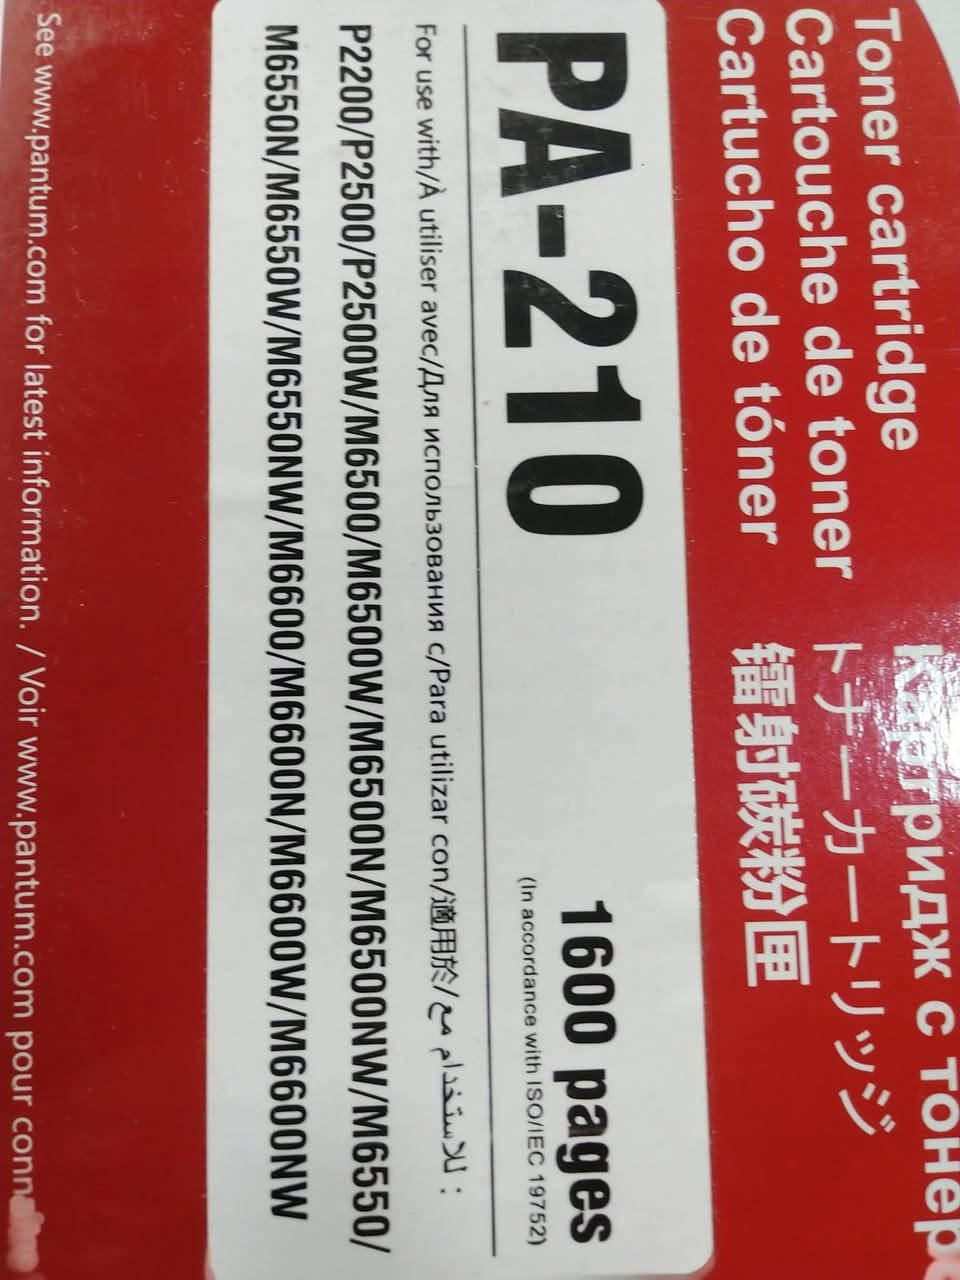 Toner cartridge
Cartouche de toner
Cartucho de tóner
Картридж с тонер
トナーカートリッジ
镭射碳粉匣
PA-210
1600 pages
(In accordance with ISO/IEC 19752)
For use with/À utiliser avec/Для использования с/Para utilizar con/適用於/للاستخدام مع :
P2200/P2500/P2500W/M6500/M6500W/M6500N/M6500NW/M6550/
M6550N/M6550W/M6550NW/M6600/M6600N/M6600W/M6600NW
See www.pantum.com for latest information. / Voir www.pantum.com pour